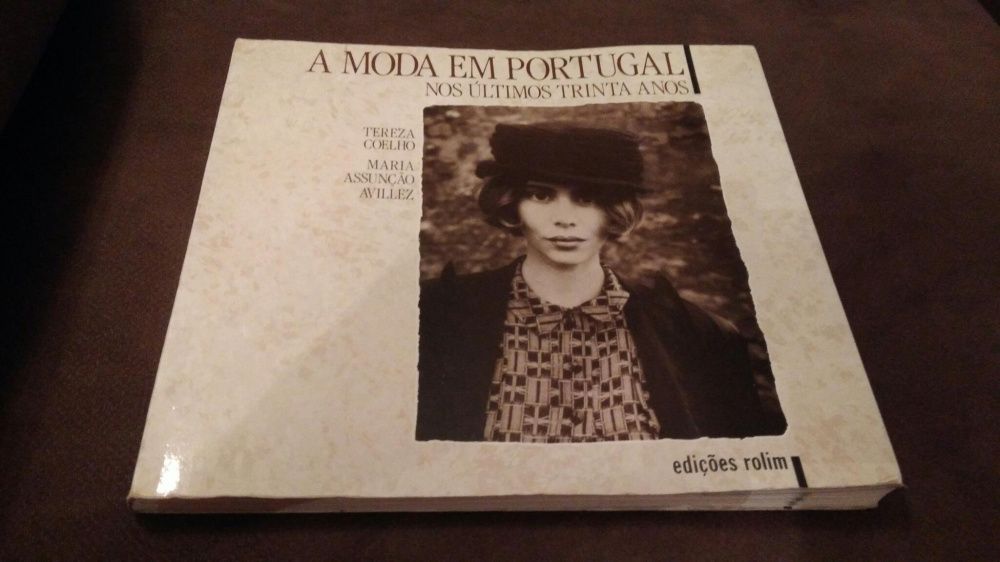 A MODA EM PORTUGAL
NOS ÚLTIMOS TRINTA ANOS
TEREZA
COELHO
MARIA
ASSUNÇÃO
AVILLEZ
edições rolim